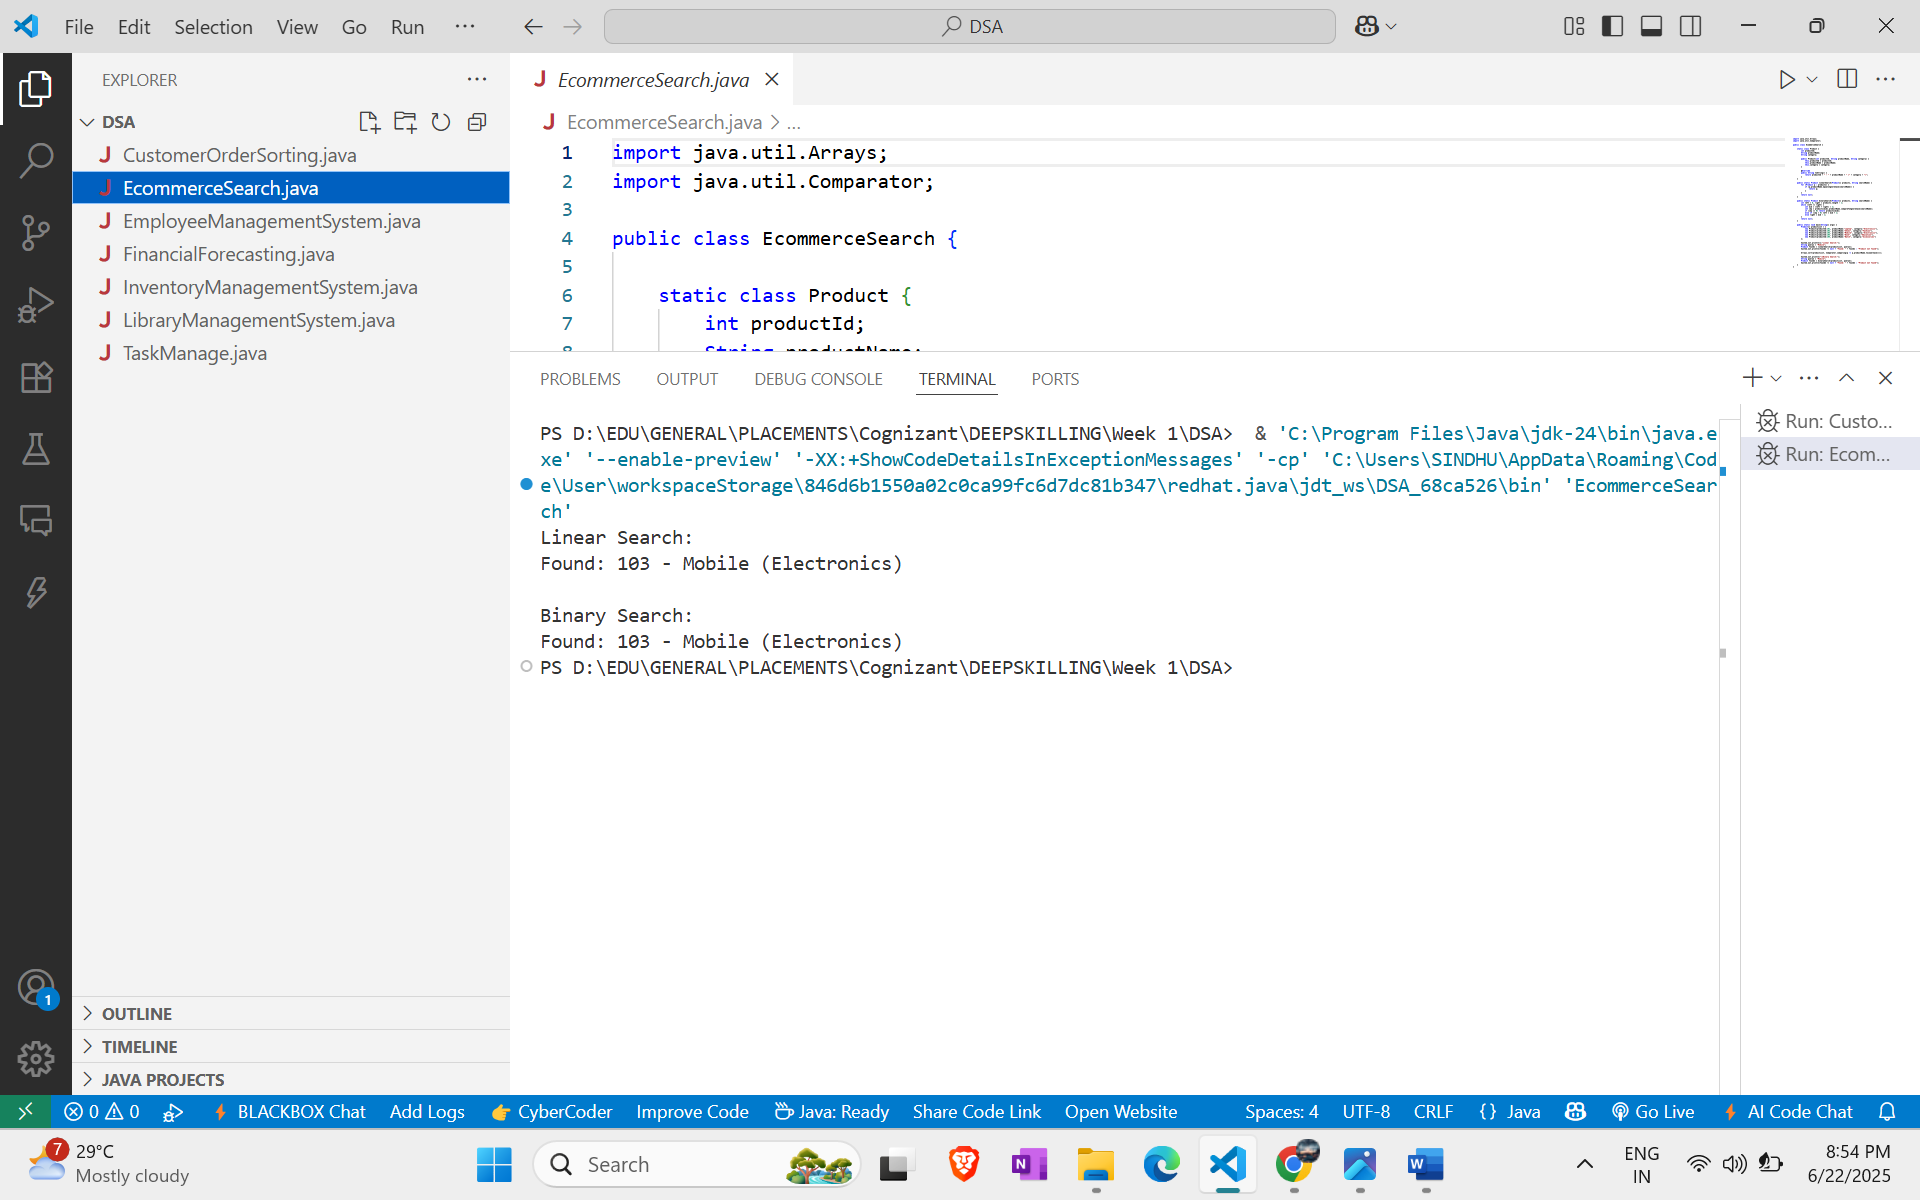 File Edit Selection View Go Run ···
DSA
EXPLORER
DSA
CustomerOrderSorting.java
EcommerceSearch.java
EmployeeManagementSystem.java
FinancialForecasting.java
InventoryManagementSystem.java
LibraryManagementSystem.java
TaskManage.java
OUTLINE
TIMELINE
JAVA PROJECTS
1
J EcommerceSearch.java
J EcommerceSearch.java > ...
1 import java.util.Arrays;
2 import java.util.Comparator;
3
4 public class EcommerceSearch {
5
6 static class Product {
7 int productId;
8 String productName;
PROBLEMS OUTPUT DEBUG CONSOLE TERMINAL PORTS
PS D:\EDU\GENERAL\PLACEMENTS\Cognizant\DEEPSKILLING\Week 1\DSA>  & 'C:\Program Files\Java\jdk-24\bin\java.e
xe' '--enable-preview' '-XX:+ShowCodeDetailsInExceptionMessages' '-cp' 'C:\Users\SINDHU\AppData\Roaming\Cod
e\User\workspaceStorage\846d6b1550a02c0ca99fc6d7dc81b347\redhat.java\jdt_ws\DSA_68ca526\bin' 'EcommerceSear
ch'
Linear Search:
Found: 103 - Mobile (Electronics)
Binary Search:
Found: 103 - Mobile (Electronics)
PS D:\EDU\GENERAL\PLACEMENTS\Cognizant\DEEPSKILLING\Week 1\DSA>
Run: Custo...
Run: Ecom...
0 0 BLACKBOX Chat Add Logs CyberCoder Improve Code Java: Ready Share Code Link Open Website Spaces: 4 UTF-8 CRLF {} Java Go Live AI Code Chat
7
29°C
Mostly cloudy
Search
ENG
IN
8:54 PM
6/22/2025